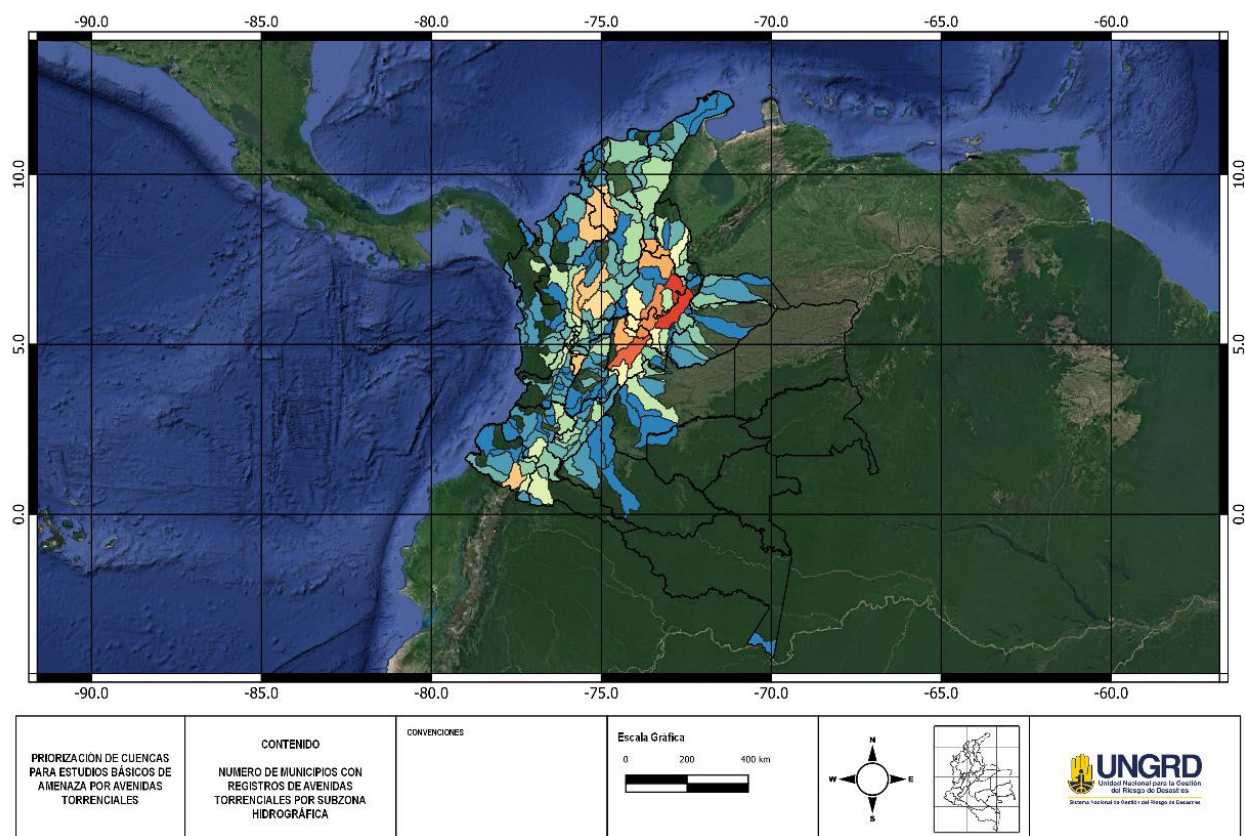 -90.0 -85.0 -80.0 -75.0 -70.0 -65.0 -60.0
10.0 10.0
5.0 5.0
0.0 0.0
-90.0 -85.0 -80.0 -75.0 -70.0 -65.0 -60.0
PRIORIZACIÓN DE CUENCAS
PARA ESTUDIOS BÁSICOS DE
AMENAZA POR AVENIDAS
TORRENCIALES
CONTENIDO
NUMERO DE MUNICIPIOS CON
REGISTROS DE AVENIDAS
TORRENCIALES POR SUBZONA
HIDROGRÁFICA
CONVENCIONES
Escala Gráfica
0 200 400 km
N
W E
S
UNGRD
Unidad Nacional para la Gestión
del Riesgo de Desastres
Sistema Nacional de Gestión del Riesgo de Desastres